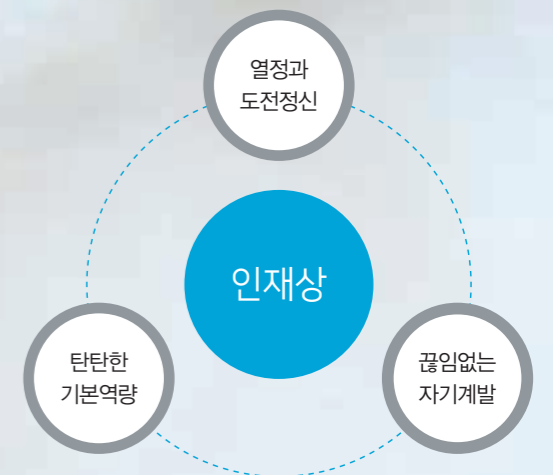 열정과
도전정신
인재상
탄탄한
기본역량
끊임없는
자기계발